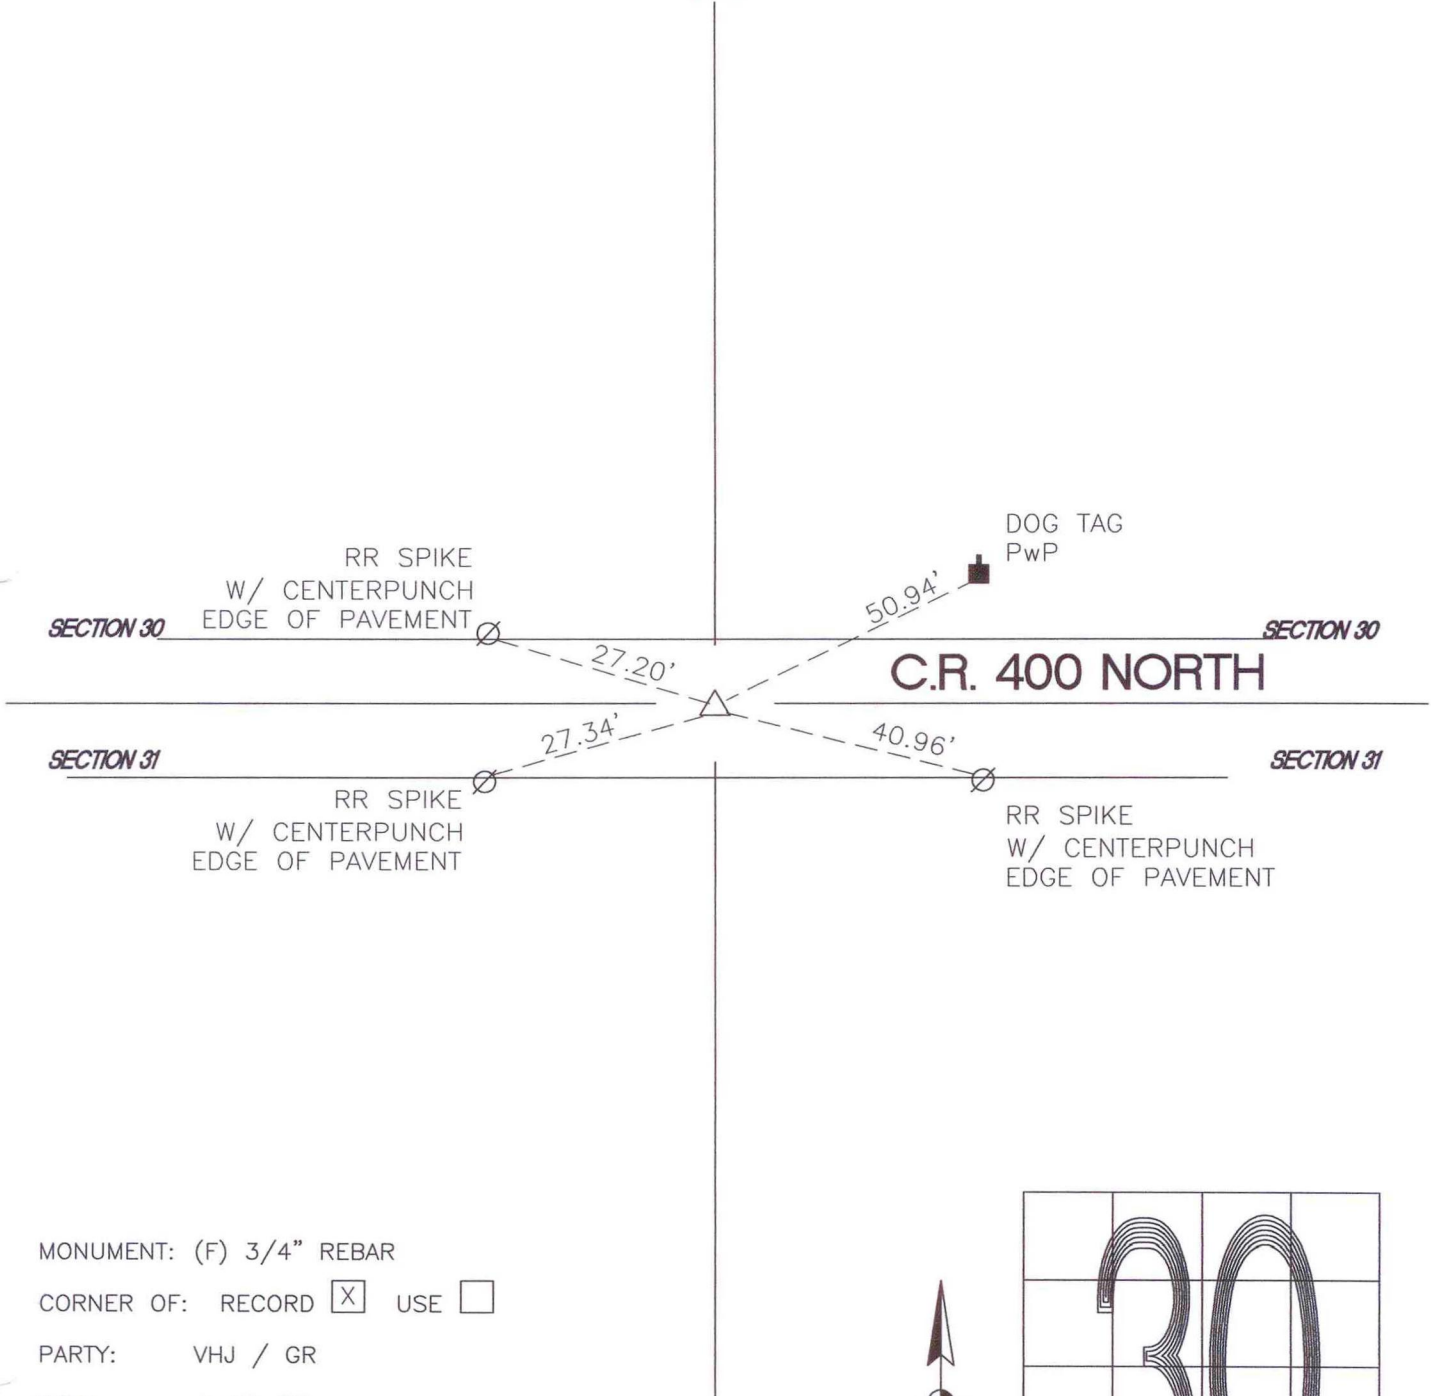 DOG TAG
PwP
RR SPIKE
W/ CENTERPUNCH
EDGE OF PAVEMENT
50.94'
SECTION 30
SECTION 30
27.20'
C.R. 400 NORTH
27.34'
40.96'
SECTION 31
SECTION 31
RR SPIKE
W/ CENTERPUNCH
EDGE OF PAVEMENT
RR SPIKE
W/ CENTERPUNCH
EDGE OF PAVEMENT
MONUMENT: (F) 3/4" REBAR
CORNER OF: RECORD X USE
PARTY: VHJ / GR
30